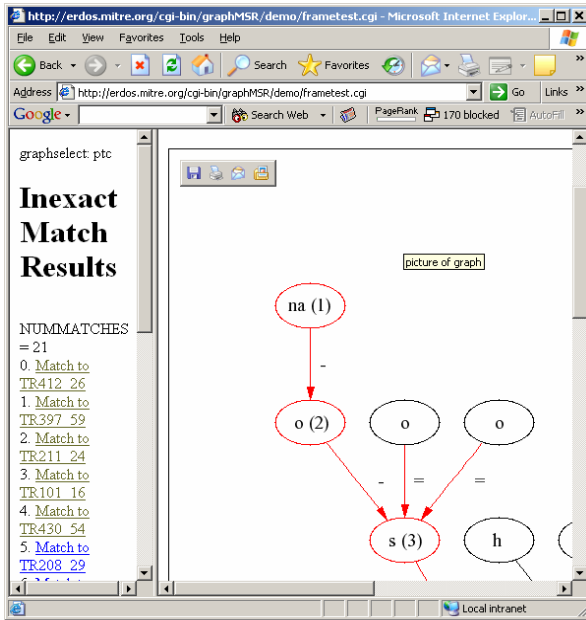 http://erdos.mitre.org/cgi-bin/graphMSR/demo/frametest.cgi - Microsoft Internet Explor...
File Edit View Favorites Tools Help
Back Search Favorites
Address http://erdos.mitre.org/cgi-bin/graphMSR/demo/frametest.cgi Go Links »
Google Search Web PageRank 170 blocked AutoFill »
graphselect: ptc
Inexact
Match
Results
NUMMATCHES
= 21
0. Match to
TR412_26
1. Match to
TR397_59
2. Match to
TR211_24
3. Match to
TR101_16
4. Match to
TR430_54
5. Match to
TR208_29
picture of graph
na (1)
-
o (2) o o
- = =
s (3) h
Local intranet